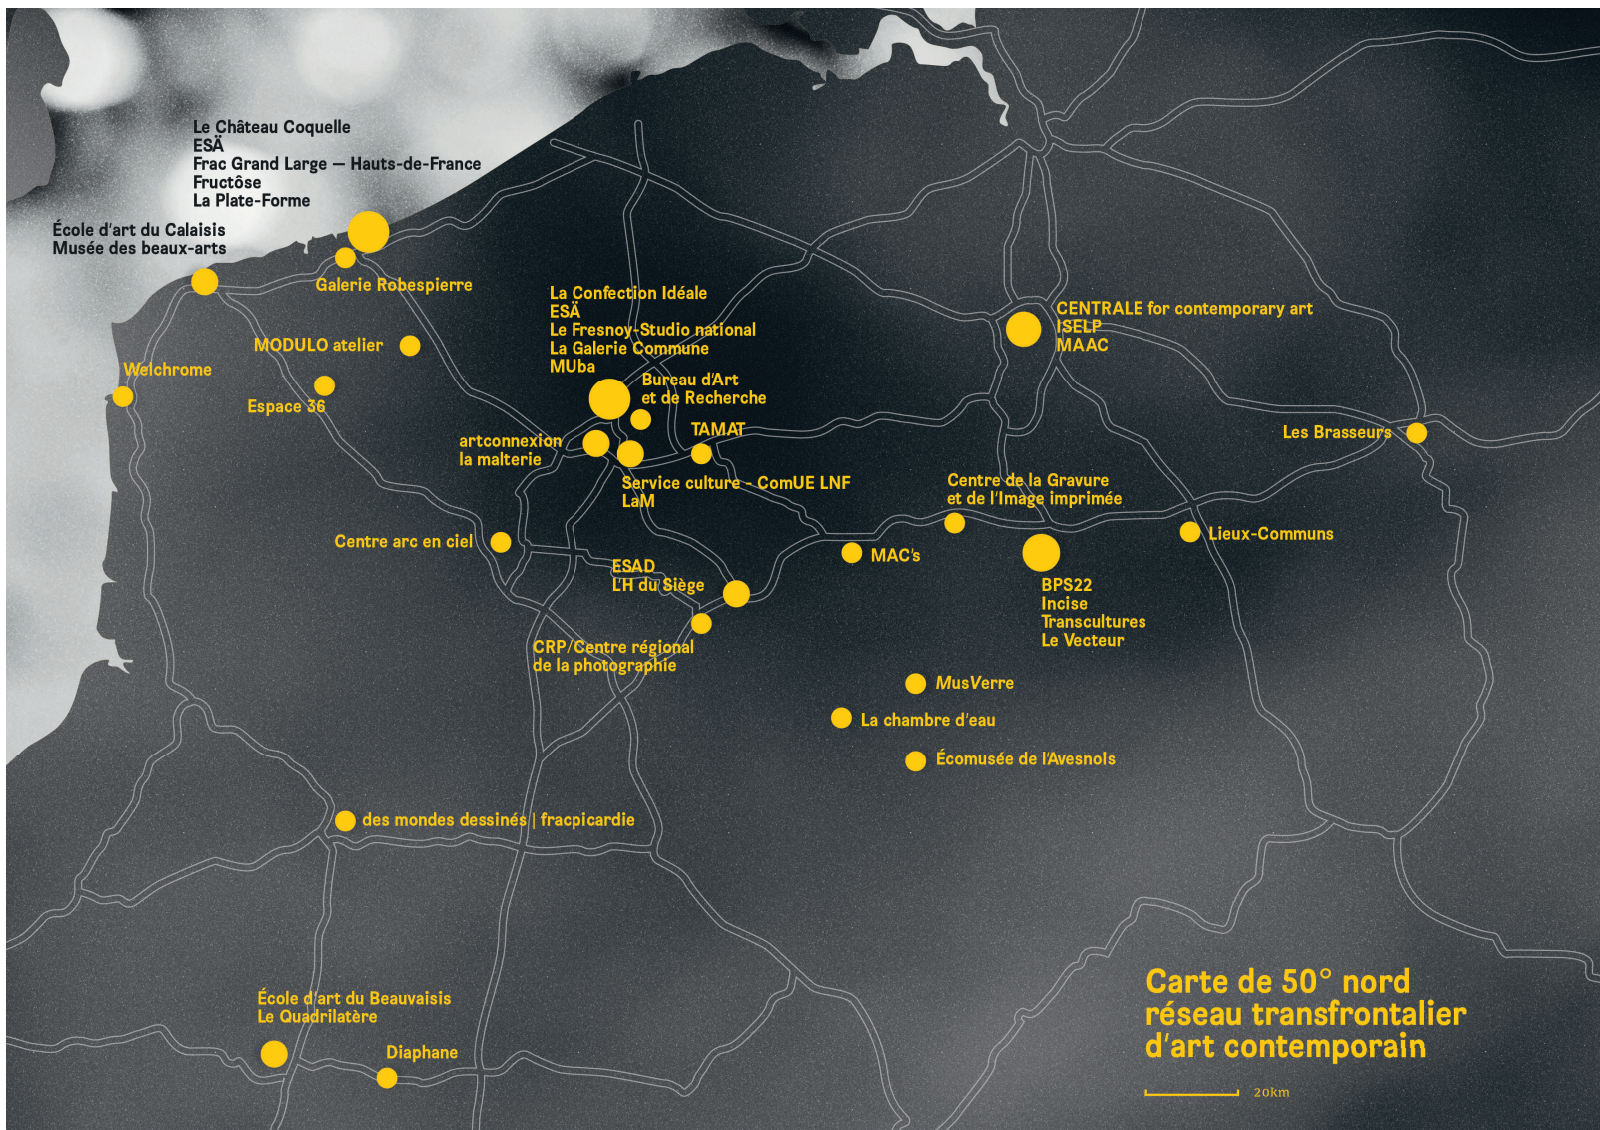 Le Château Coquelle
ESÄ
Frac Grand Large — Hauts-de-France
Fructôse
La Plate-Forme
École d'art du Calaisis
Musée des beaux-arts
Galerie Robespierre
MODULO atelier
Welchrome
Espace 36
La Confection Idéale
ESÄ
Le Fresnoy-Studio national
La Galerie Commune
MUba
Bureau d'Art
et de Recherche
TAMAT
artconnexion
la malterie
Service culture - ComUE LNF
LaM
CENTRALE for contemporary art
ISELP
MAAC
Les Brasseurs
Centre de la Gravure
et de l'Image imprimée
Lieux-Communs
MAC's
Centre arc en ciel
ESAD
L'H du Siège
CRP/Centre régional
de la photographie
BPS22
Incise
Transcultures
Le Vecteur
MusVerre
La chambre d'eau
Écomusée de l'Avesnois
des mondes dessinés | fracpicardie
École d'art du Beauvaisis
Le Quadrilatère
Diaphane
Carte de 50° nord
réseau transfrontalier
d'art contemporain
20km